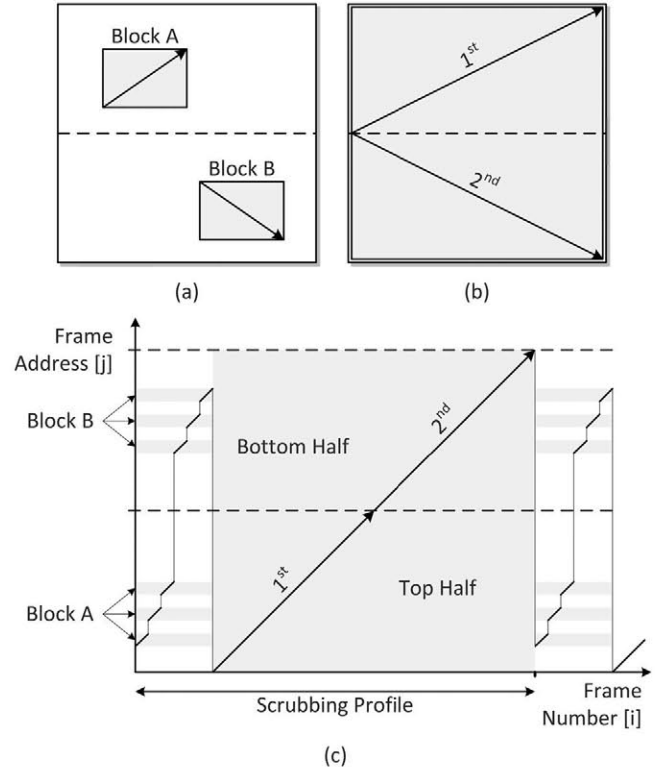 Block A
Block B
(a)
1st
2nd
(b)
Frame
Address [j]
Block B
Bottom Half
2nd
1st
Top Half
Block A
Scrubbing Profile
Frame
Number [i]
(c)